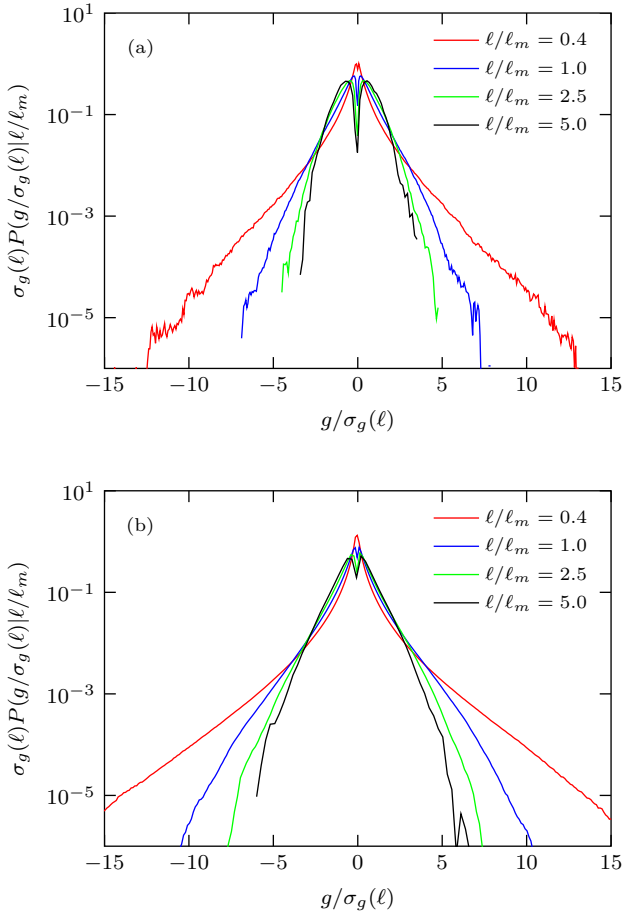 (a)
ℓ/ℓ_m = 0.4
ℓ/ℓ_m = 1.0
ℓ/ℓ_m = 2.5
ℓ/ℓ_m = 5.0
10^1
10^−1
10^−3
10^−5
σ_g(ℓ)P(g/σ_g(ℓ)|ℓ/ℓ_m)
−15 −10 −5 0 5 10 15
g/σ_g(ℓ)
(b)
ℓ/ℓ_m = 0.4
ℓ/ℓ_m = 1.0
ℓ/ℓ_m = 2.5
ℓ/ℓ_m = 5.0
10^1
10^−1
10^−3
10^−5
σ_g(ℓ)P(g/σ_g(ℓ)|ℓ/ℓ_m)
−15 −10 −5 0 5 10 15
g/σ_g(ℓ)